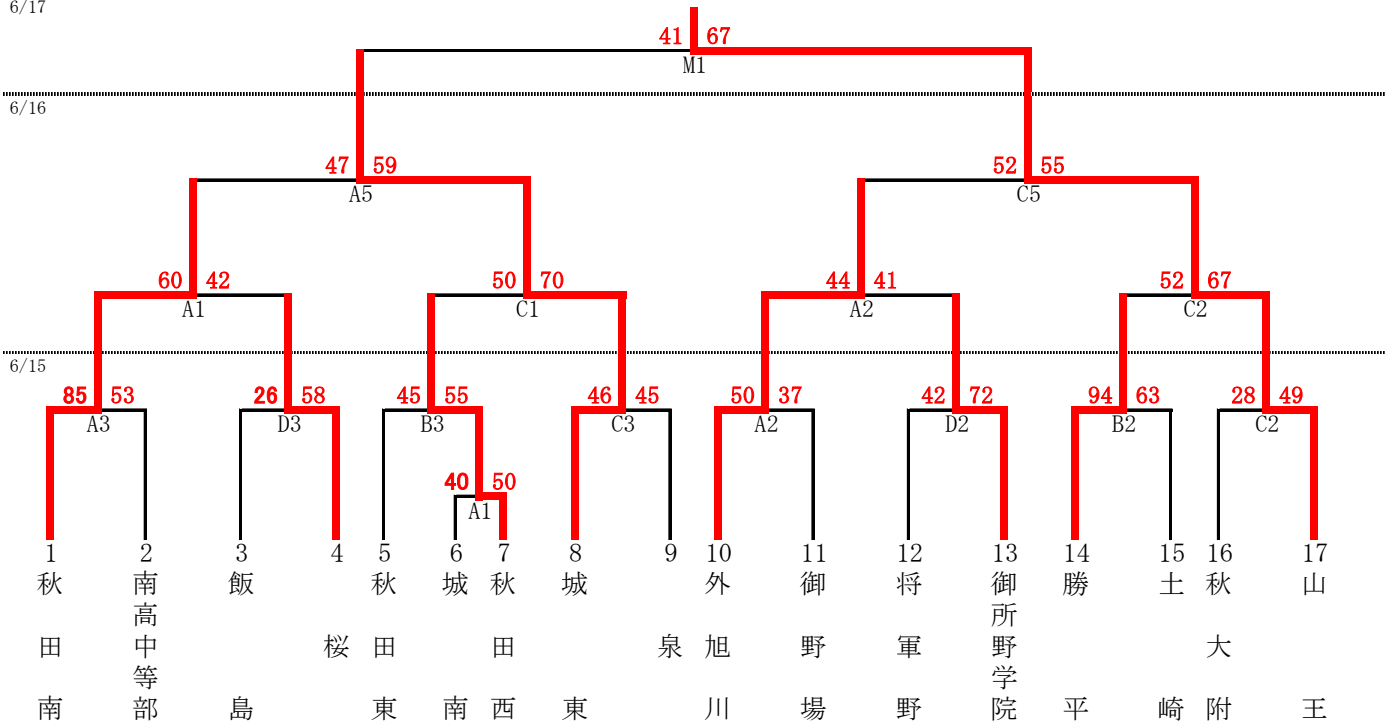 6/17
41 67
M1
6/16
47 59
A5
52 55
C5
60 42
A1
50 70
C1
44 41
A2
52 67
C2
6/15
85 53
A3
26 58
D3
45 55
B3
46 45
C3
50 37
A2
42 72
D2
94 63
B2
28 49
C2
40 50
A1
1
秋田南
2
南高中等部
3
飯島
4
桜
5
秋田東
6
城南
7
秋田西
8
城東
9
泉
10
外旭川
11
御野場
12
将軍野
13
御所野学院
14
勝平
15
土崎
16
秋大附
17
山王